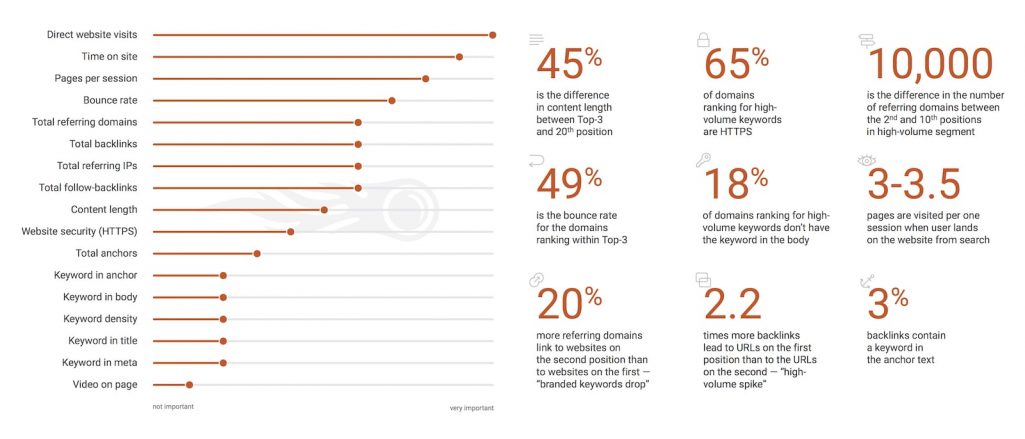 Direct website visits
Time on site
Pages per session
Bounce rate
Total referring domains
Total backlinks
Total referring IPs
Total follow-backlinks
Content length
Website security (HTTPS)
Total anchors
Keyword in anchor
Keyword in body
Keyword density
Keyword in title
Keyword in meta
Video on page
not important
very important
45%
is the difference
in content length
between Top-3
and 20th position
65%
of domains
ranking for high-
volume keywords
are HTTPS
10,000
is the difference in the number
of referring domains between
the 2nd and 10th positions
in high-volume segment
49%
is the bounce rate
for the domains
ranking within Top-3
18%
of domains ranking for high-
volume keywords don't have
the keyword in the body
3-3.5
pages are visited per one
session when user lands
on the website from search
20%
more referring domains
link to websites on
the second position than
to websites on the first —
"branded keywords drop"
2.2
times more backlinks
lead to URLs on the first
position than to the URLs
on the second — "high-
volume spike"
3%
backlinks contain
a keyword in
the anchor text